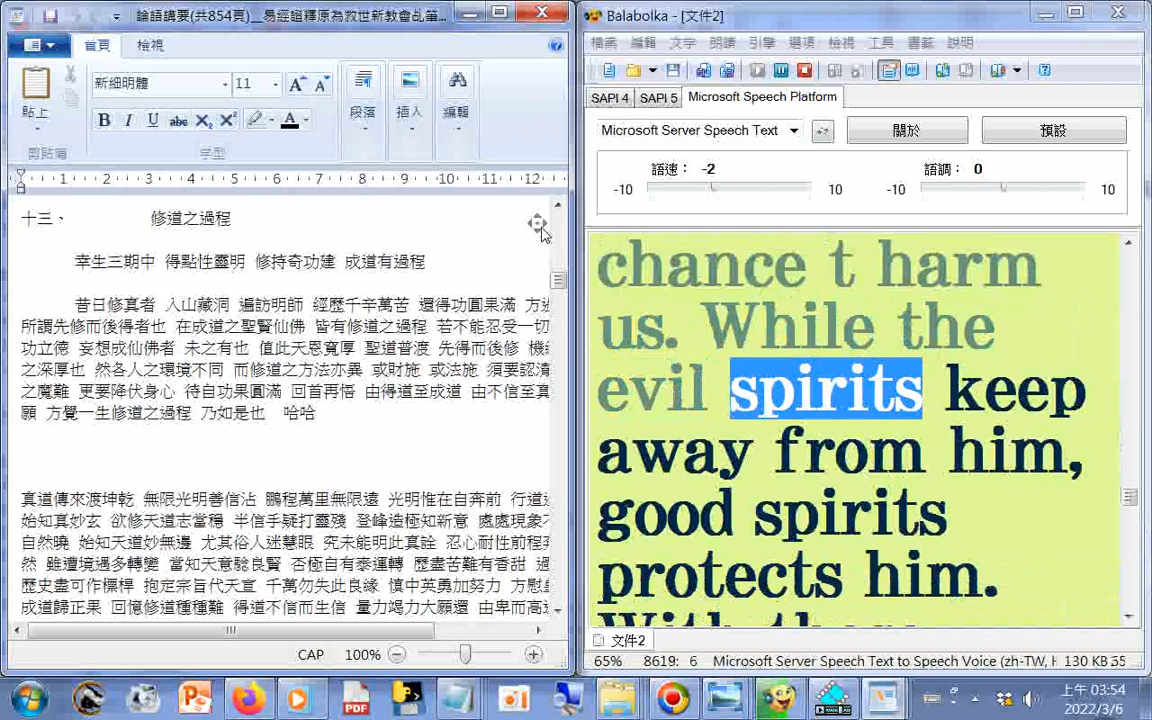 論語講要(共854頁)__易經證釋原為救世新教會乩筆...
首頁
檢視
貼上
新細明體
11
剪貼簿
字型
段落
插入
編輯
1 2 3 4 5 6 7 8 9 10 11 12
十三、 修道之過程
幸生三期中 得點性靈明 修持奇功建 成道有過程
昔日修真者 入山藏洞 遍訪明師 經歷千辛萬苦 還得功圓果滿 方
所謂先修而後得者也 在成道之聖賢仙佛 皆有修道之過程 若不能忍受一切
功立德 妄想成仙佛者 未之有也 值此天恩寬厚 聖道普渡 先得而後修 機
之深厚也 然各人之環境不同 而修道之方法亦異 或財施 或法施 須要認清
之魔難 更要降伏身心 待自功果圓滿 回首再悟 由得道至成道 由不信至真
願 方覺一生修道之過程 乃如是也 哈哈
真道傳來渡坤乾 無限光明善信沾 鵬程萬里無限遠 光明惟在自奔前 行道
始知真妙玄 欲修天道志當穩 半信乎疑打靈殘 登峰造極知新意 處處現象
自然曉 始知天道妙無邊 尤其俗人迷慧眼 究未能明此真詮 忍心耐性前程
然 雖遭境遇多轉變 當知天意驗良賢 否極自有泰運轉 歷盡苦難有香甜
歷史盡可作標桿 抱定宗旨代天宣 千萬勿失此良緣 慎中英勇加努力 方慰
成道歸正果 回憶修道種種難 得道不信而生信 量力竭力大願還 由卑而高
CAP 100%
Balabolka - [文件2]
檔案 編輯 文字 朗讀 引擎 選項 檢視 工具 書籤 說明
SAPI 4 SAPI 5 Microsoft Speech Platform
Microsoft Server Speech Text
關於
預設
語速： -2
語調： 0
-10 10 -10 10
chance t harm
us. While the
evil spirits keep
away from him,
good spirits
protects him.
With these
文件2
65% 8619: 6 Microsoft Server Speech Text to Speech Voice (zh-TW, H 130 KB
上午 03:54
2022/3/6